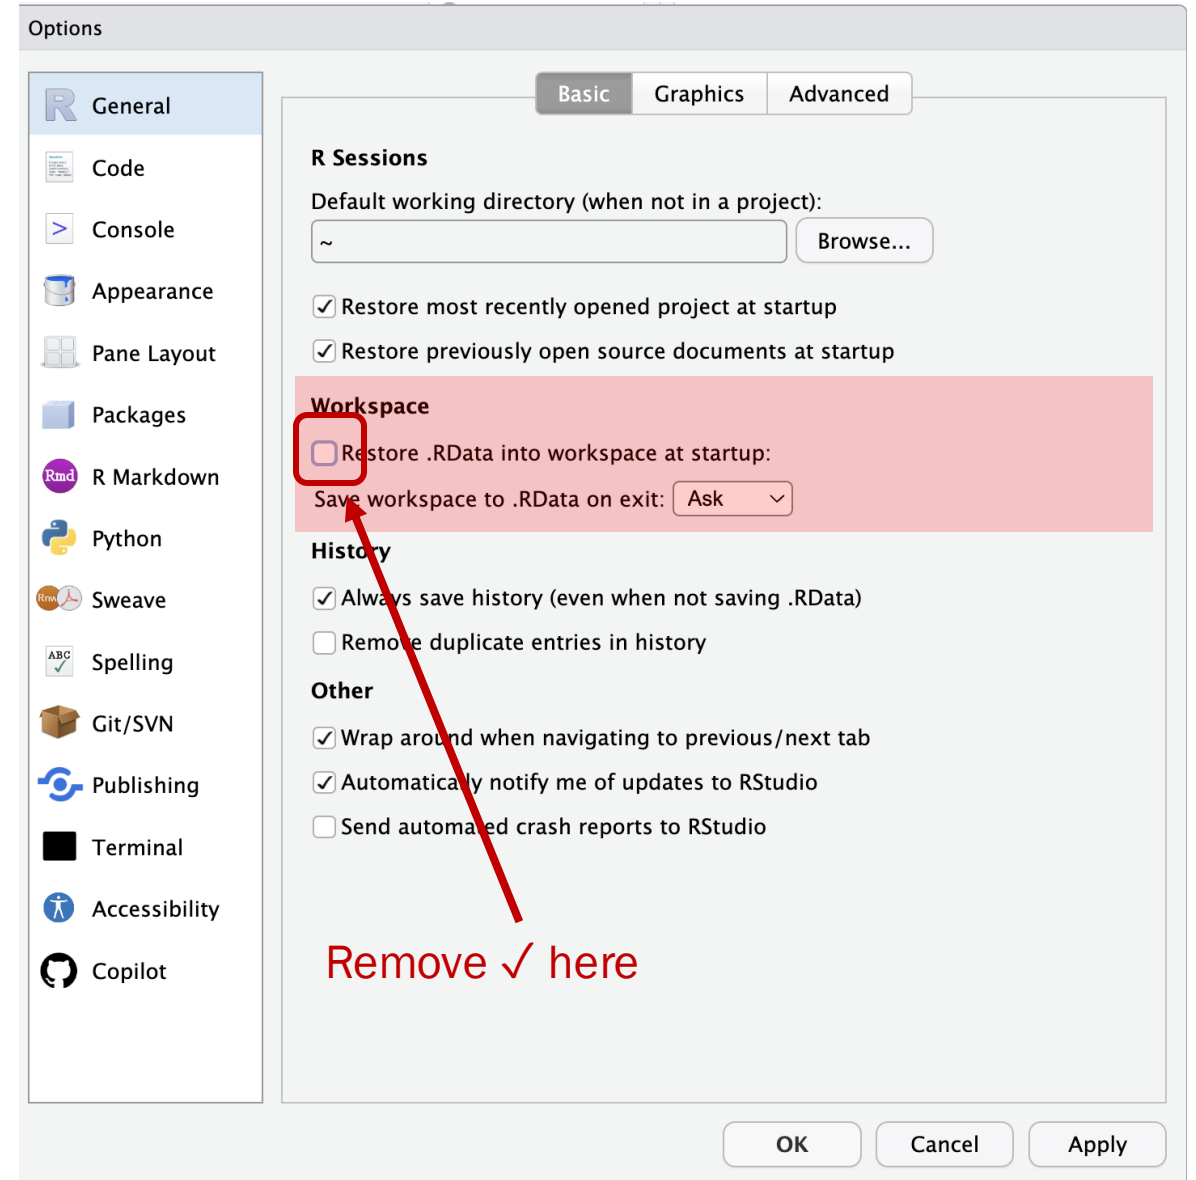 Options
General
Code
Console
Appearance
Pane Layout
Packages
Rmd R Markdown
Python
Rnw Sweave
ABC Spelling
Git/SVN
Publishing
Terminal
Accessibility
Copilot
Basic Graphics Advanced
R Sessions
Default working directory (when not in a project):
~ Browse...
Restore most recently opened project at startup
Restore previously open source documents at startup
Workspace
Restore .RData into workspace at startup:
Save workspace to .RData on exit: Ask
History
Always save history (even when not saving .RData)
Remove duplicate entries in history
Other
Wrap around when navigating to previous/next tab
Automatically notify me of updates to RStudio
Send automated crash reports to RStudio
Remove ✓ here
OK Cancel Apply